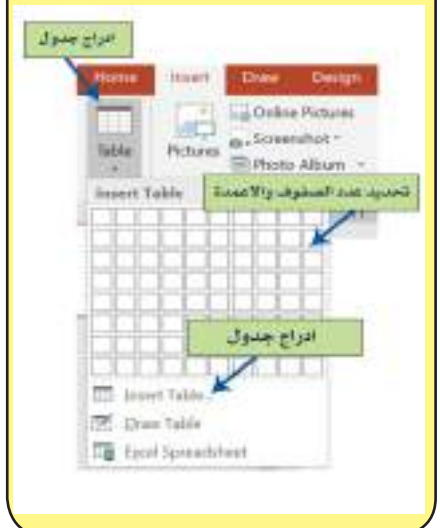 ادراج جدول
Home Insert Draw Design
Table
Pictures
Online Pictures
Screenshot
Photo Album
Insert Table
تحديد عدد الصفوف والاعمدة
ادراج جدول
Insert Table...
Draw Table
Excel Spreadsheet